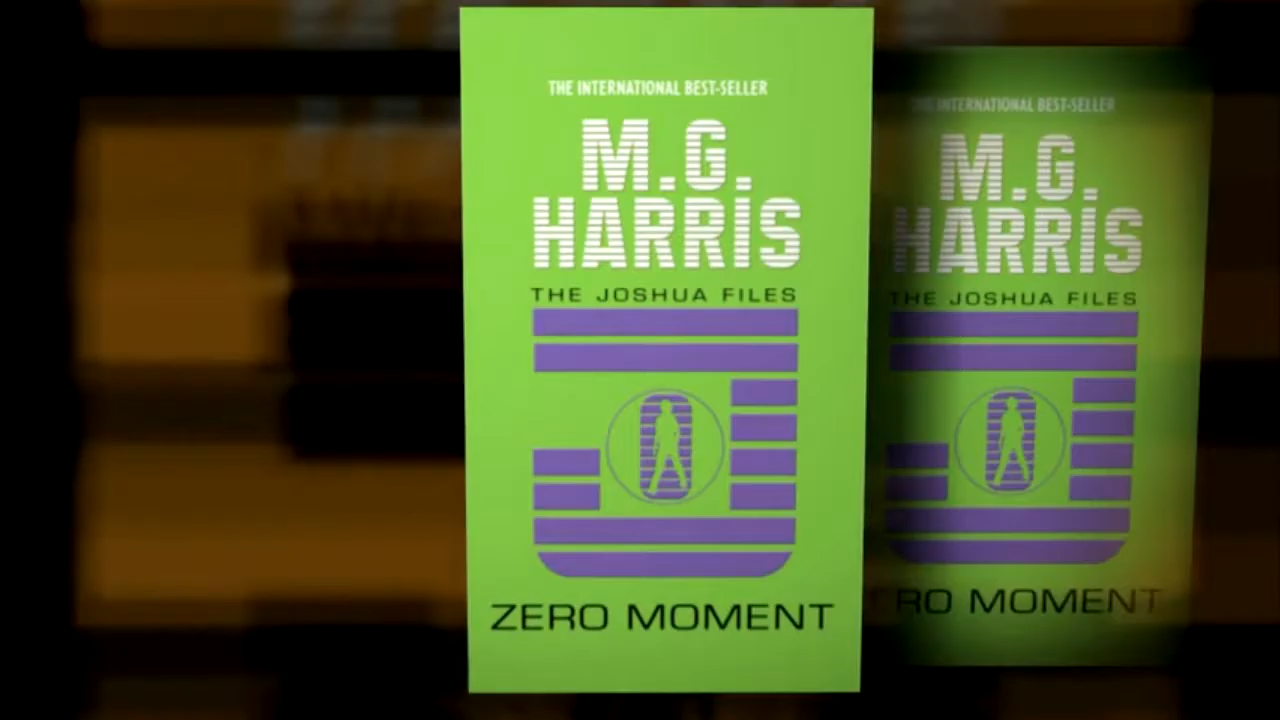 THE INTERNATIONAL BEST-SELLER
M.G.
HARRIS
THE JOSHUA FILES
ZERO MOMENT
THE INTERNATIONAL BEST-SELLER
M.G.
HARRIS
THE JOSHUA FILES
RO MOMENT